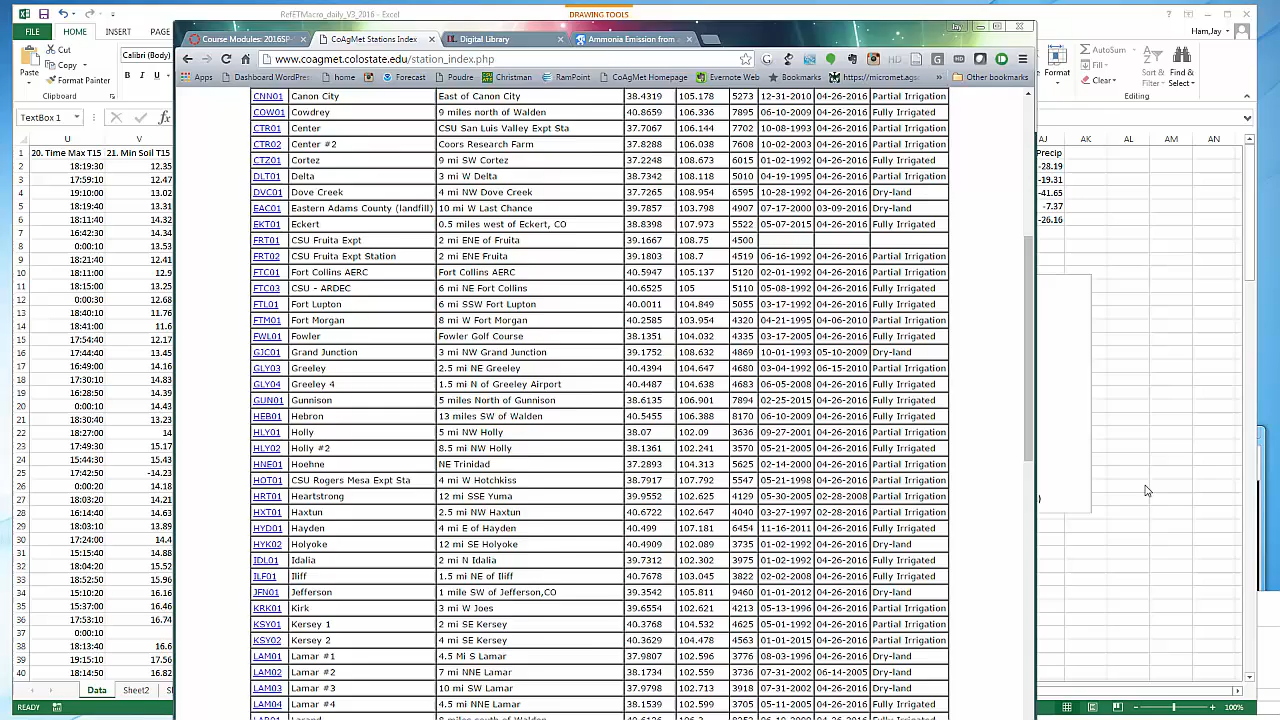 RefETMacro_daily_V3_2016 - Excel
DRAWING TOOLS
FILE HOME INSERT PAGE
Ham,Jay
Cut
Copy
Format Painter
Paste
Clipboard
Calibri (Body)
B I U
Format
AutoSum
Fill
Clear
Sort & Filter
Find & Select
Editing
TextBox 1
fx
Jay
Course Modules: 2016SP-
CoAgMet Stations Index
Digital Library
Ammonia Emission from
www.coagmet.colostate.edu/station_index.php
Apps
Dashboard WordPres
home
Forecast
Poudre
Christman
RamPoint
CoAgMet Homepage
Evernote Web
Bookmarks
https://micromet.ags
»
Other bookmarks
U V
AJ AK AL AM AN
1 20. Time Max T15 21. Min Soil T15 Precip
2 18:19:30 12.35 -28.19
3 17:59:10 12.47 -19.31
4 19:10:00 13.02 -41.65
5 18:19:40 13.31 -7.37
6 18:11:40 14.32 -26.16
7 16:42:30 13.34
8 0:00:10 13.53
9 18:21:40 12.41
10 18:11:00 12.9
11 18:15:00 13.25
12 0:00:30 12.68
13 18:40:10 11.76
14 18:41:00 11.6
15 17:54:40 12.17
16 17:44:40 13.45
17 16:49:00 14.16
18 17:30:10 14.83
19 16:28:50 14.39
20 0:00:10 14.43
21 18:30:40 13.23
22 18:27:00 14
23 17:49:30 15.17
24 15:44:30 15.43
25 17:42:50 -14.23
26 0:00:20 14.18
27 18:03:20 14.21
28 16:14:40 14.63
29 18:03:10 13.89
30 17:24:00 14.4
31 15:15:40 14.88
32 18:04:20 15.52
33 18:52:50 15.96
34 15:10:20 16.16
35 15:37:00 16.46
36 17:53:10 16.74
37 0:00:10
38 18:13:40 16.6
39 19:15:10 17.56
40 18:14:50 16.82
CNN01 Canon City East of Canon City 38.4319 105.178 5273 12-31-2010 04-26-2016 Partial Irrigation
COW01 Cowdrey 9 miles north of Walden 40.8659 106.336 7895 06-10-2009 04-26-2016 Fully Irrigated
CTR01 Center CSU San Luis Valley Expt Sta 37.7067 106.144 7702 10-08-1993 04-26-2016 Partial Irrigation
CTR02 Center #2 Coors Research Farm 37.8288 106.038 7608 10-02-2003 04-26-2016 Partial Irrigation
CTZ01 Cortez 9 mi SW Cortez 37.2248 108.673 6015 01-02-1992 04-26-2016 Fully Irrigated
DLT01 Delta 3 mi W Delta 38.7342 108.118 5010 04-19-1995 04-26-2016 Partial Irrigation
DVC01 Dove Creek 4 mi NW Dove Creek 37.7265 108.954 6595 10-28-1992 04-26-2016 Dry-land
EAC01 Eastern Adams County (landfill) 10 mi W Last Chance 39.7857 103.798 4907 07-17-2000 03-09-2016 Dry-land
EKT01 Eckert 0.5 miles west of Eckert, CO 38.8398 107.973 5522 05-07-2015 04-26-2016 Fully Irrigated
FRT01 CSU Fruita Expt 2 mi ENE of Fruita 39.1667 108.75 4500
FRT02 CSU Fruita Expt Station 2 mi ENE Fruita 39.1803 108.7 4519 06-16-1992 04-26-2016 Partial Irrigation
FTC01 Fort Collins AERC Fort Collins AERC 40.5947 105.137 5120 01-02-1992 04-26-2016 Partial Irrigation
FTC03 CSU - ARDEC 6 mi NE Fort Collins 40.6525 105 5110 05-08-1992 04-26-2016 Fully Irrigated
FTL01 Fort Lupton 6 mi SSW Fort Lupton 40.0011 104.849 5055 03-17-1992 04-26-2016 Fully Irrigated
FTM01 Fort Morgan 8 mi W Fort Morgan 40.2585 103.954 4320 04-21-1995 04-06-2010 Partial Irrigation
FWL01 Fowler Fowler Golf Course 38.1351 104.032 4335 03-17-2005 04-26-2016 Fully Irrigated
GJC01 Grand Junction 3 mi NW Grand Junction 39.1752 108.632 4869 10-01-1993 05-10-2009 Dry-land
GLY03 Greeley 2.5 mi NE Greeley 40.4394 104.647 4680 03-04-1992 06-15-2010 Partial Irrigation
GLY04 Greeley 4 1.5 mi N of Greeley Airport 40.4487 104.638 4683 06-05-2008 04-26-2016 Fully Irrigated
GUN01 Gunnison 5 miles North of Gunnison 38.6135 106.901 7894 02-25-2015 04-26-2016 Fully Irrigated
HEB01 Hebron 13 miles SW of Walden 40.5455 106.388 8170 06-10-2009 04-26-2016 Fully Irrigated
HLY01 Holly 5 mi NW Holly 38.07 102.09 3636 09-27-2001 04-26-2016 Partial Irrigation
HLY02 Holly #2 8.5 mi NW Holly 38.1361 102.241 3570 05-21-2005 04-26-2016 Fully Irrigated
HNE01 Hoehne NE Trinidad 37.2893 104.313 5625 02-14-2000 04-26-2016 Partial Irrigation
HOT01 CSU Rogers Mesa Expt Sta 4 mi W Hotchkiss 38.7917 107.792 5547 05-21-1998 04-26-2016 Partial Irrigation
HRT01 Heartstrong 12 mi SSE Yuma 39.9552 102.625 4129 05-30-2005 02-28-2008 Partial Irrigation
HXT01 Haxtun 2.5 mi NW Haxtun 40.6722 102.647 4040 03-27-1997 02-28-2016 Partial Irrigation
HYD01 Hayden 4 mi E of Hayden 40.499 107.181 6454 11-16-2011 04-26-2016 Fully Irrigated
HYK02 Holyoke 12 mi SE Holyoke 40.4909 102.089 3735 01-02-1992 04-26-2016 Dry-land
IDL01 Idalia 2 mi N Idalia 39.7312 102.302 3975 01-02-1992 04-26-2016 Fully Irrigated
ILF01 Iliff 1.5 mi NE of Iliff 40.7678 103.045 3822 02-02-2008 04-26-2016 Fully Irrigated
JFN01 Jefferson 1 mile SW of Jefferson,CO 39.3542 105.811 9460 01-01-2012 04-26-2016 Dry-land
KRK01 Kirk 3 mi W Joes 39.6554 102.621 4213 05-13-1996 04-26-2016 Partial Irrigation
KSY01 Kersey 1 2 mi SE Kersey 40.3768 104.532 4625 05-01-1992 04-26-2016 Fully Irrigated
KSY02 Kersey 2 4 mi SE Kersey 40.3629 104.478 4563 01-01-2015 04-26-2016 Partial Irrigation
LAM01 Lamar #1 4.5 Mi S Lamar 37.9807 102.596 3776 08-03-1996 04-26-2016 Dry-land
LAM02 Lamar #2 7 mi NNE Lamar 38.1734 102.559 3736 07-31-2002 06-14-2005 Dry-land
LAM03 Lamar #3 10 mi SW Lamar 37.9798 102.713 3918 07-31-2002 04-26-2016 Dry-land
LAM04 Lamar #4 4.5 mi NNE Lamar 38.1539 102.599 3705 05-11-2005 04-26-2016 Fully Irrigated
Data Sheet2
READY
100%